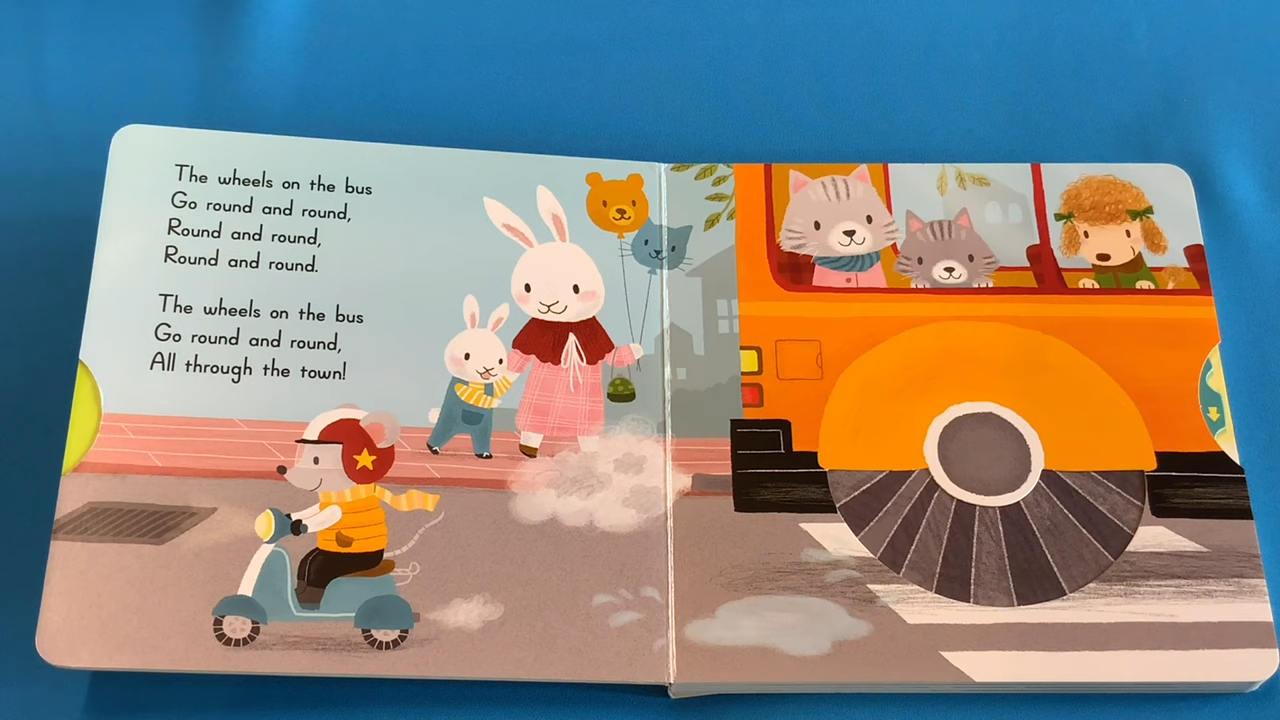 The wheels on the bus
Go round and round,
Round and round,
Round and round.
The wheels on the bus
Go round and round,
All through the town!